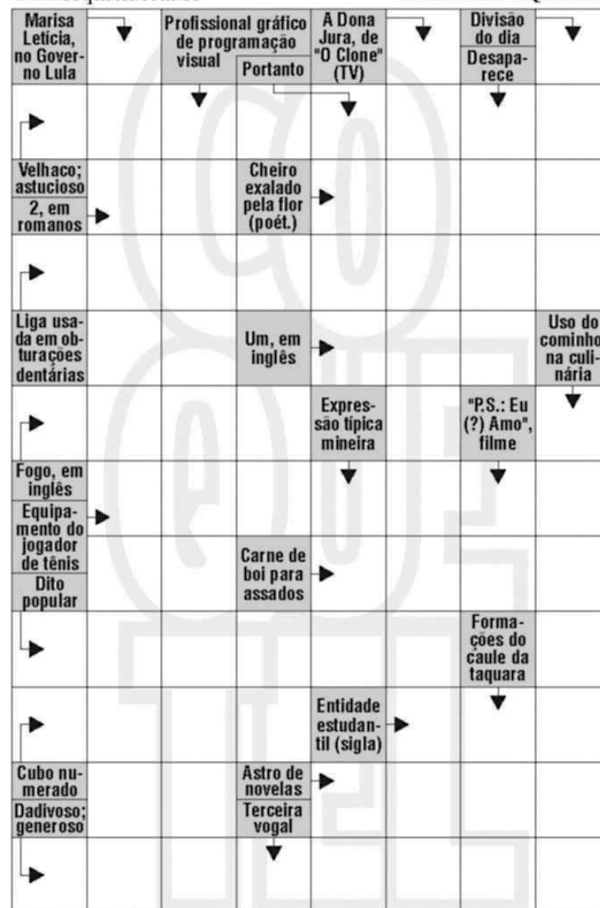 Marisa
Letícia,
no Gover-
no Lula
Profissional gráfico
de programação
visual
Portanto
A Dona
Jura, de
"O Clone"
(TV)
Divisão
do dia
Desapa-
rece
Velhaco;
astucioso
2, em
romanos
Cheiro
exalado
pela flor
(poét.)
Liga usa-
da em ob-
turações
dentárias
Um, em
inglês
Uso do
cominho
na culi-
nária
Expres-
são típica
mineira
"P.S.: Eu
(?) Amo",
filme
Fogo, em
inglês
Equipa-
mento do
jogador
de tênis
Dito
popular
Carne de
boi para
assados
Forma-
ções do
caule da
taquara
Entidade
estudan-
til (sigla)
Cubo nu-
merado
Dadivoso;
generoso
Astro de
novelas
Terceira
vogal
COQUETEL